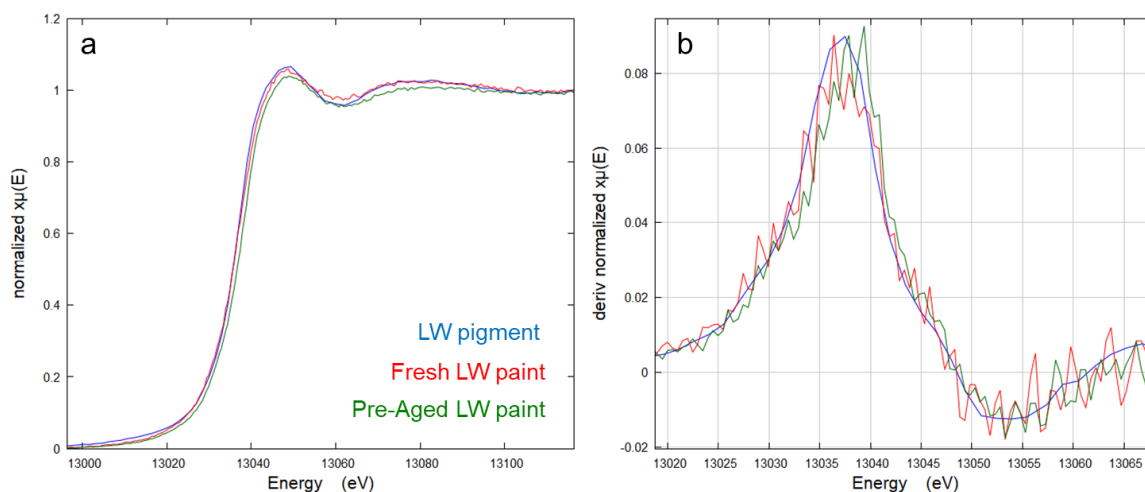 a
normalized xμ(E)
1.2
1
0.8
0.6
0.4
0.2
0
LW pigment
Fresh LW paint
Pre-Aged LW paint
13000 13020 13040 13060 13080 13100
Energy (eV)
b
deriv normalized xμ(E)
0.08
0.06
0.04
0.02
0
-0.02
13020 13025 13030 13035 13040 13045 13050 13055 13060 13065
Energy (eV)